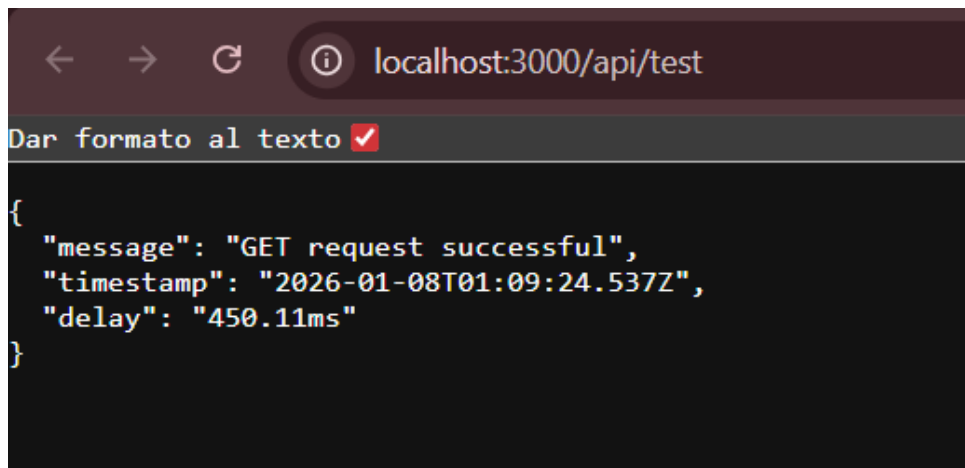 localhost:3000/api/test
Dar formato al texto
{
"message": "GET request successful",
"timestamp": "2026-01-08T01:09:24.537Z",
"delay": "450.11ms"
}